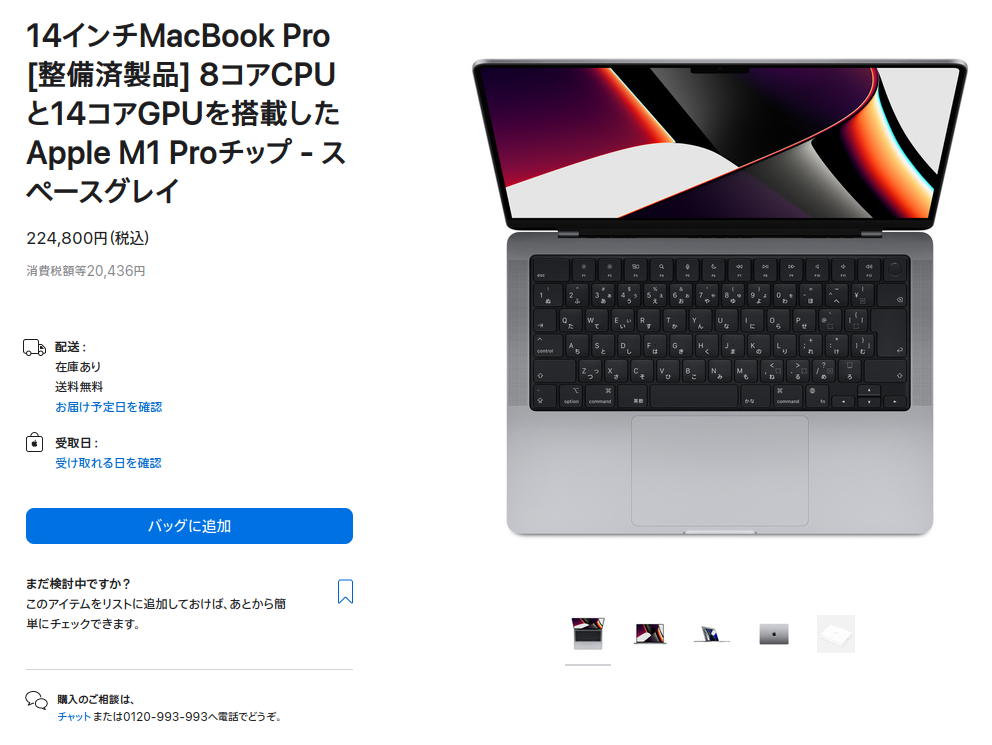 14インチMacBook Pro
[整備済製品] 8コアCPU
と14コアGPUを搭載した
Apple M1 Proチップ - ス
ペースグレイ
224,800円(税込)
消費税額等20,436円
配送：
在庫あり
送料無料
お届け予定日を確認
受取日：
受け取れる日を確認
バッグに追加
まだ検討中ですか？
このアイテムをリストに追加しておけば、あとから簡
単にチェックできます。
購入のご相談は、
チャットまたは0120-993-993へ電話でどうぞ。